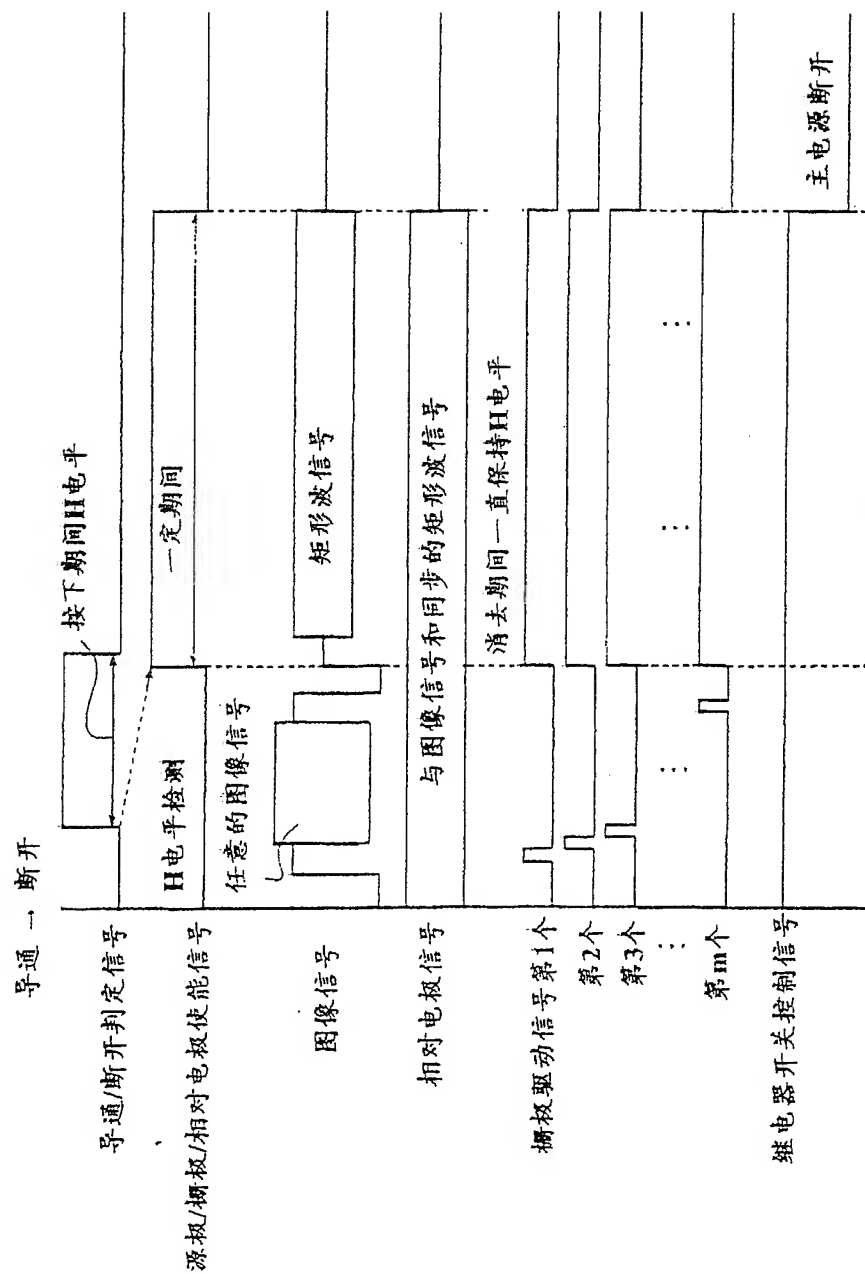 导通 → 断开
导通/断开判定信号
按下期间H电平
源极/栅极/相对电极使能信号
H电平检测
一定期间
图像信号
任意的图像信号
矩形波信号
相对电极信号
与图像信号和同步的矩形波信号
栅极驱动信号第1个
消去期间一直保持H电平
第2个
第3个
⋮
第m个
继电器开关控制信号
主电源断开